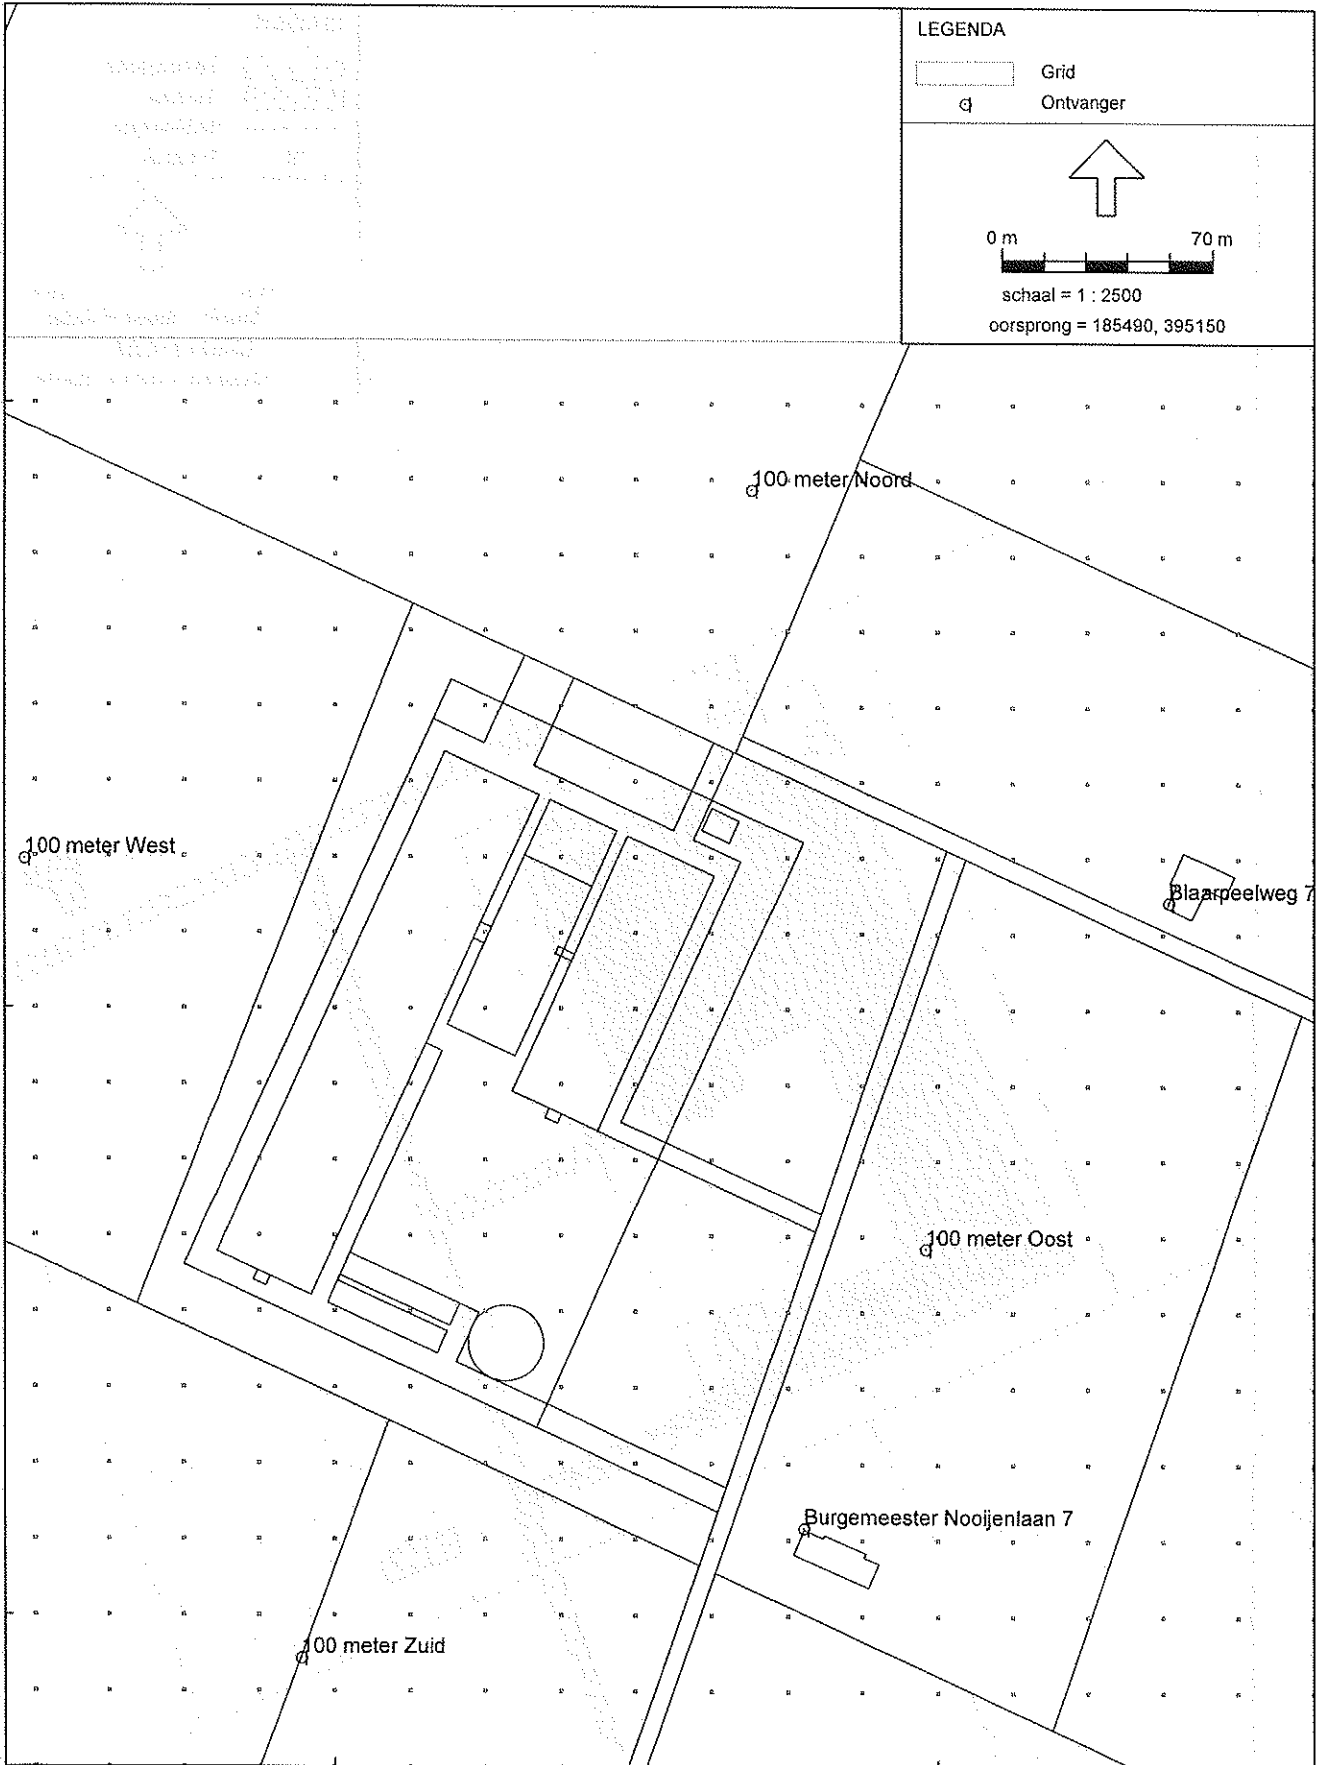 LEGENDA
Grid
Ontvanger
0 m 70 m
schaal = 1 : 2500
oorsprong = 185490, 395150
100 meter Noord
100 meter West
Blaarpeelweg 7
100 meter Oost
Burgemeester Nooijenlaan 7
100 meter Zuid